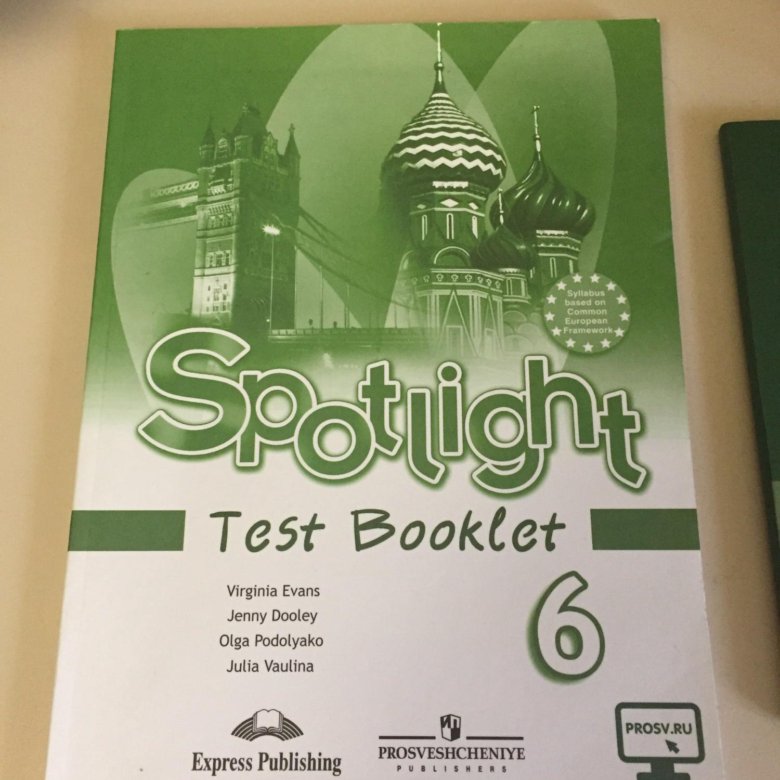 Syllabus
based on
Common
European
Framework
Spotlight
Test Booklet
Virginia Evans
Jenny Dooley
Olga Podolyako
Julia Vaulina
6
Express Publishing
PROSVESHCHENIYE
PUBLISHERS
PROSV.RU